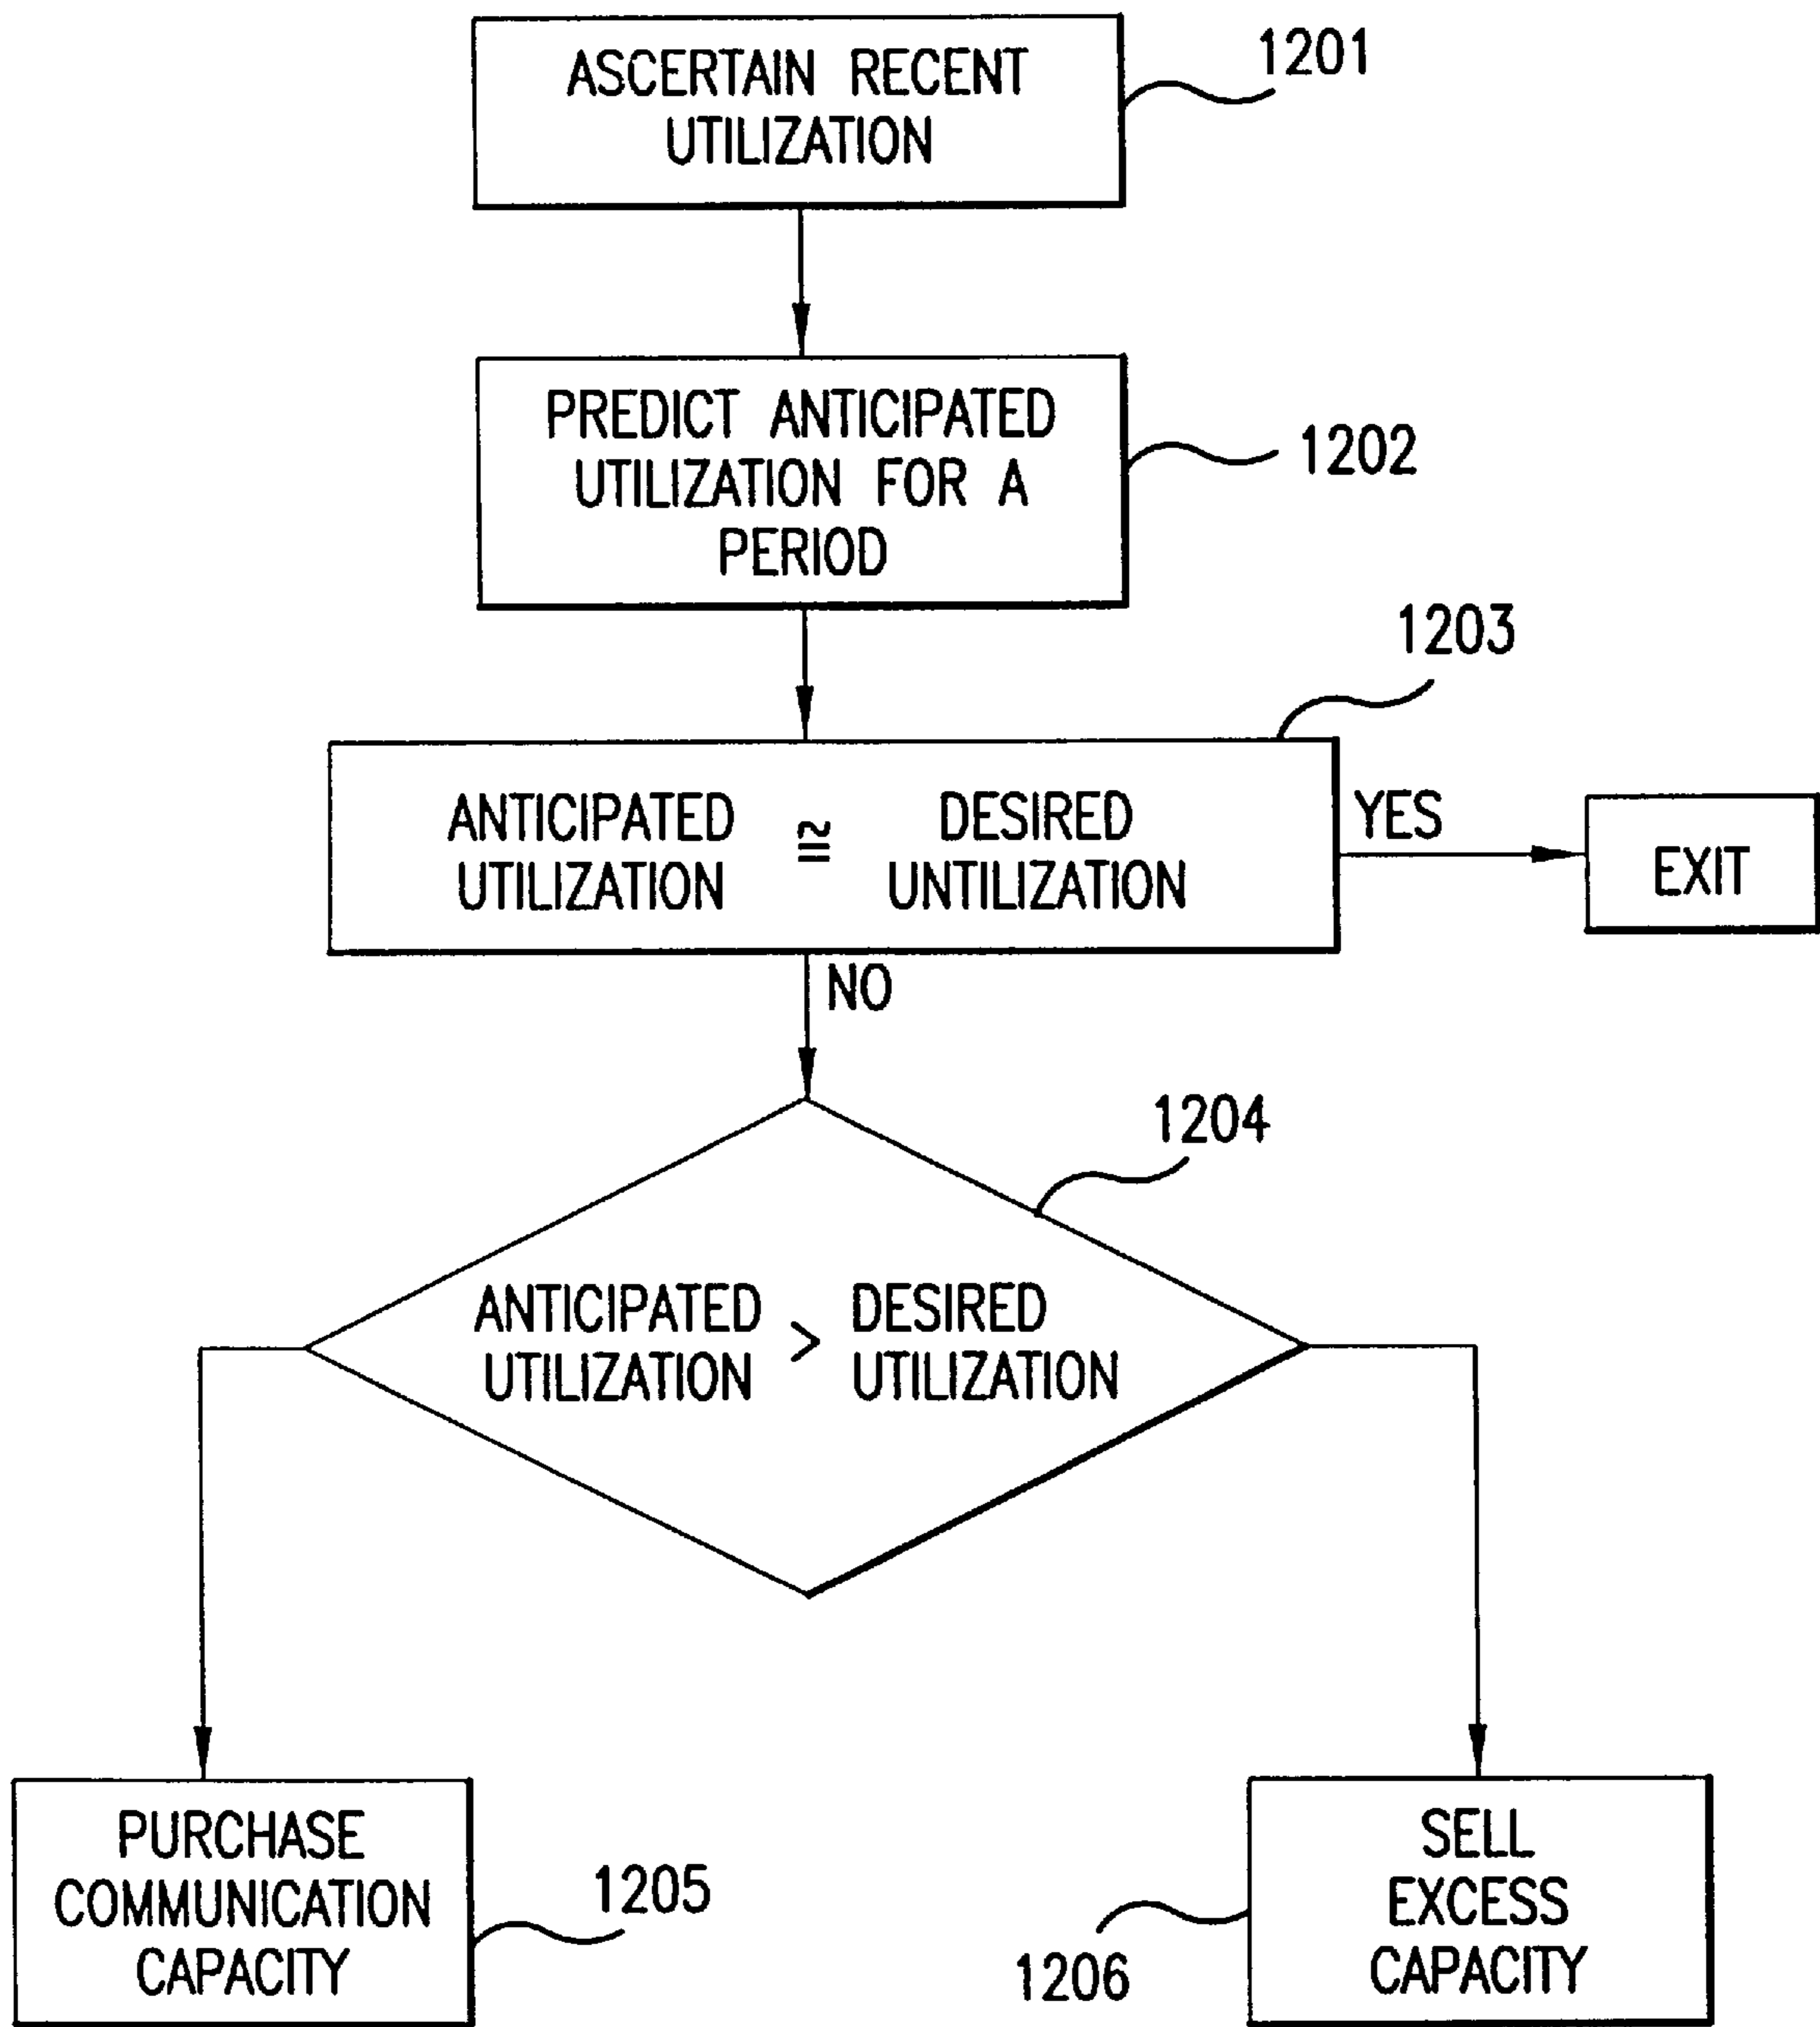 ASCERTAIN RECENT
UTILIZATION
1201
PREDICT ANTICIPATED
UTILIZATION FOR A
PERIOD
1202
1203
ANTICIPATED ≅ DESIRED
UTILIZATION UNTILIZATION
YES
EXIT
NO
1204
ANTICIPATED > DESIRED
UTILIZATION UTILIZATION
PURCHASE
COMMUNICATION
CAPACITY
1205
SELL
EXCESS
CAPACITY
1206